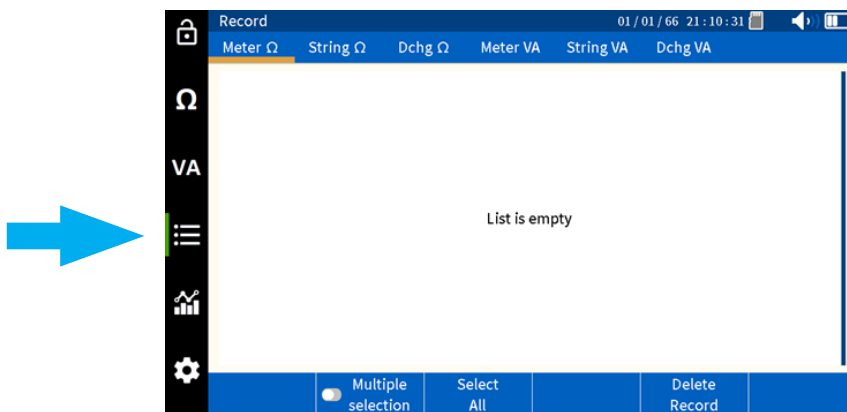 Record 01/01/66 21:10:31
Meter Ω String Ω Dchg Ω Meter VA String VA Dchg VA
Ω
VA
List is empty
Multiple Select Delete
selection All Record